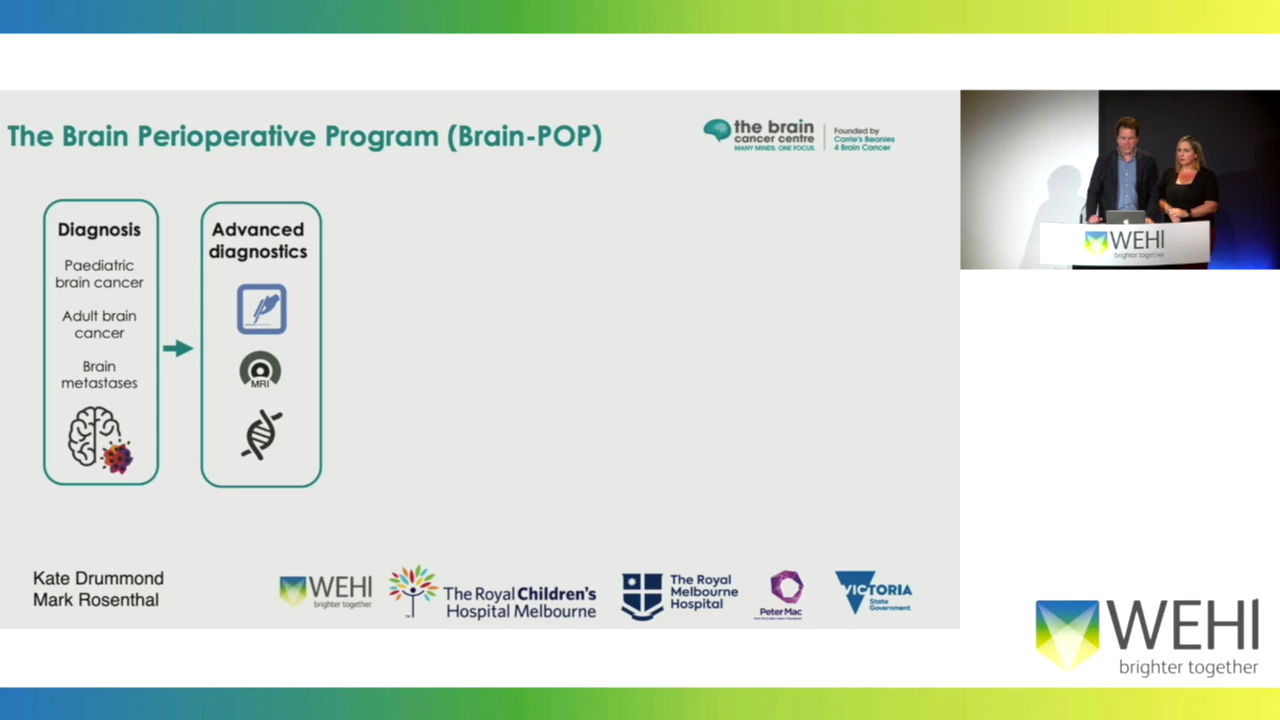 The Brain Perioperative Program (Brain-POP)
the brain
cancer centre
MANY MINDS. ONE FOCUS.
Founded by
Carrie's Beanies
4 Brain Cancer
Diagnosis
Paediatric
brain cancer
Adult brain
cancer
Brain
metastases
Advanced
diagnostics
MRI
WEHI
brighter together
Kate Drummond
Mark Rosenthal
WEHI
brighter together
The Royal Children's
Hospital Melbourne
The Royal
Melbourne
Hospital
Peter Mac
VICTORIA
State
Government
WEHI
brighter together